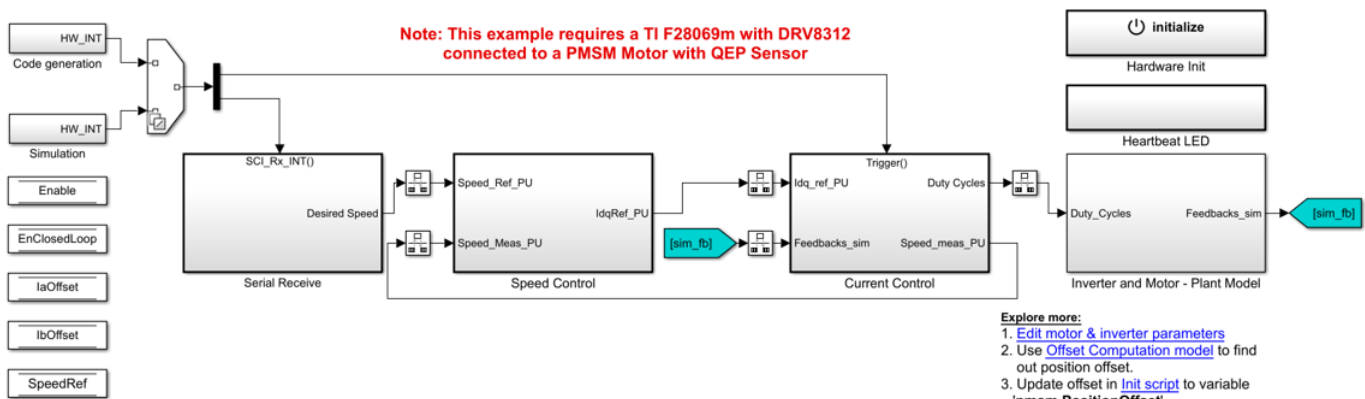 HW_INT
Code generation
HW_INT
Simulation
Note: This example requires a TI F28069m with DRV8312
connected to a PMSM Motor with QEP Sensor
initialize
Hardware Init
Heartbeat LED
Enable
EnClosedLoop
IaOffset
IbOffset
SpeedRef
SCI_Rx_INT()
Desired Speed
Serial Receive
Speed_Ref_PU
IdqRef_PU
Speed_Meas_PU
Speed Control
[sim_fb]
Trigger()
Idq_ref_PU
Duty Cycles
Feedbacks_sim
Speed_meas_PU
Current Control
Duty_Cycles
Feedbacks_sim
Inverter and Motor - Plant Model
[sim_fb]
Explore more:
1. Edit motor & inverter parameters
2. Use Offset Computation model to find
out position offset.
3. Update offset in Init script to variable
'pmsm.PositionOffset'